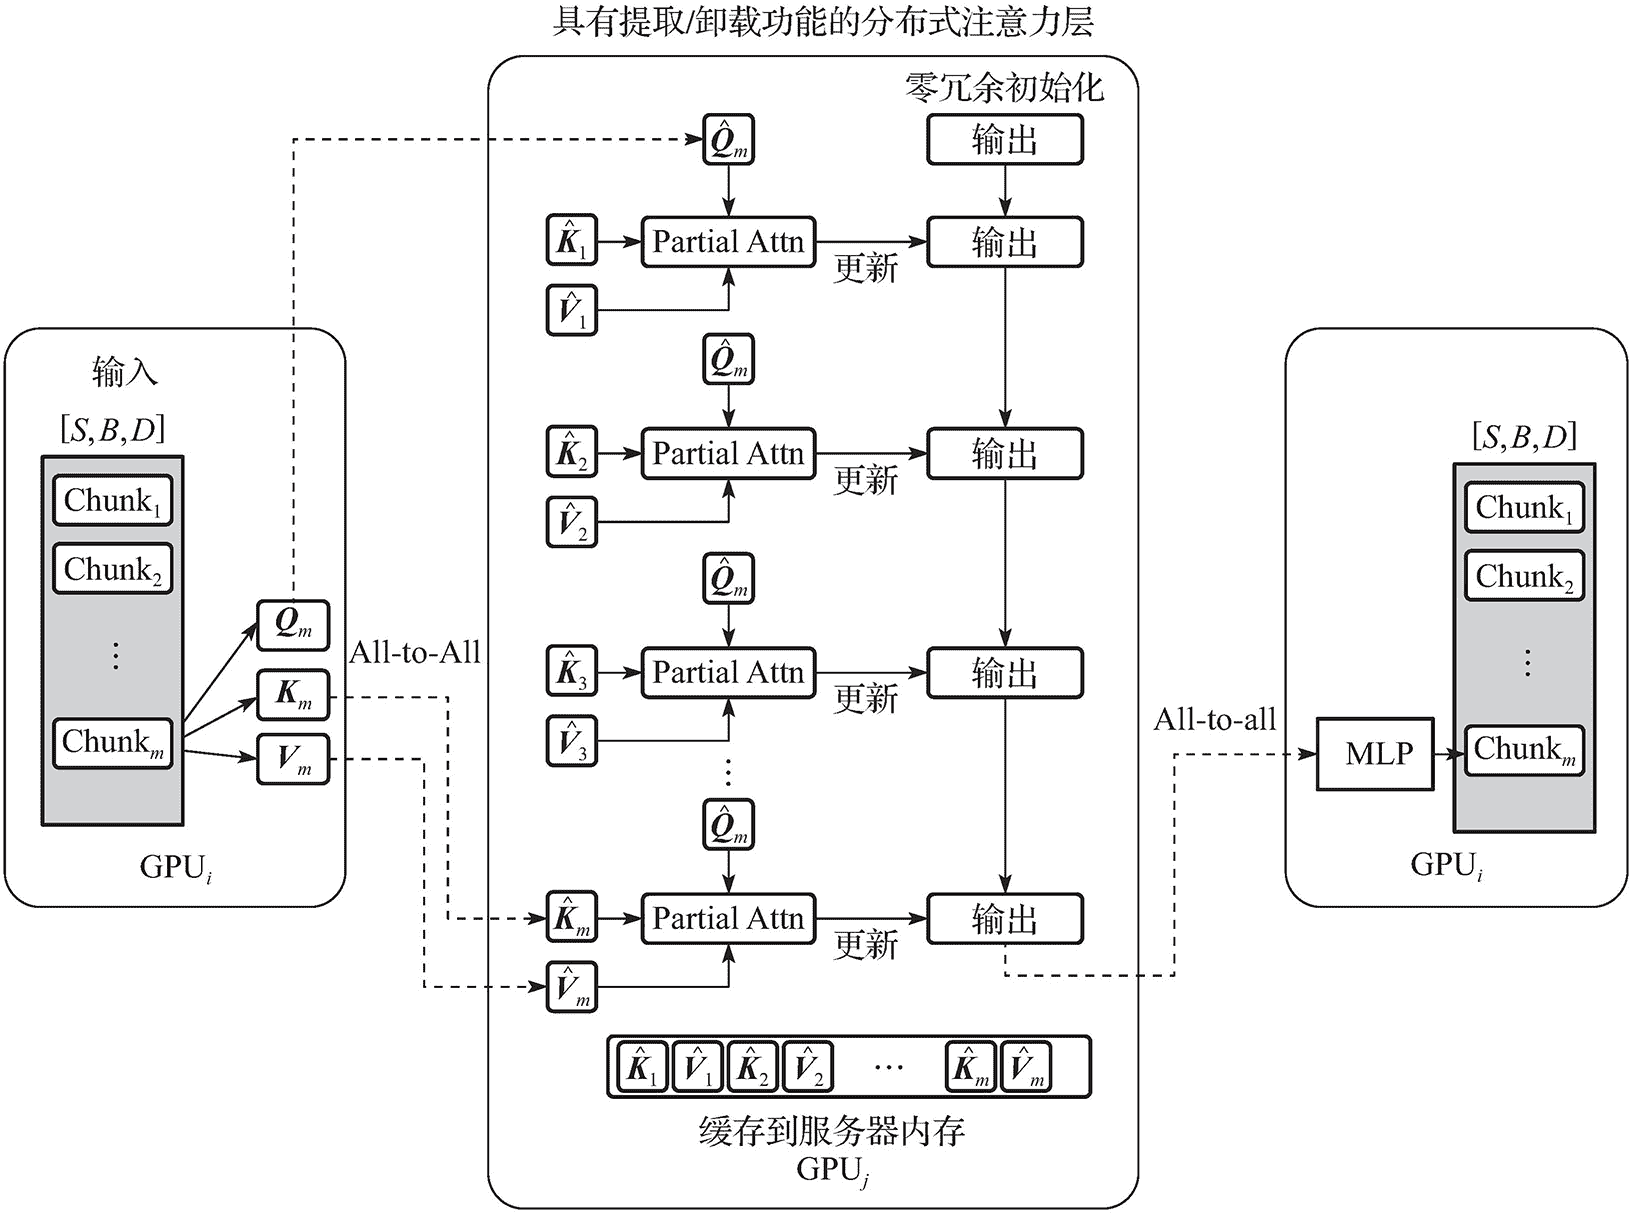 具有提取/卸载功能的分布式注意力层
零冗余初始化
Q̂m
输出
K̂1
Partial Attn
更新
输出
V̂1
Q̂m
K̂2
Partial Attn
更新
输出
V̂2
Q̂m
K̂3
Partial Attn
更新
输出
V̂3
⋮
Q̂m
K̂m
Partial Attn
更新
输出
V̂m
K̂1 V̂1 K̂2 V̂2 ⋯ K̂m V̂m
缓存到服务器内存
GPUj
输入
[S,B,D]
Chunk1
Chunk2
⋮
Chunkm
Qm
Km
Vm
GPUi
All-to-All
All-to-all
[S,B,D]
Chunk1
Chunk2
⋮
MLP
Chunkm
GPUi